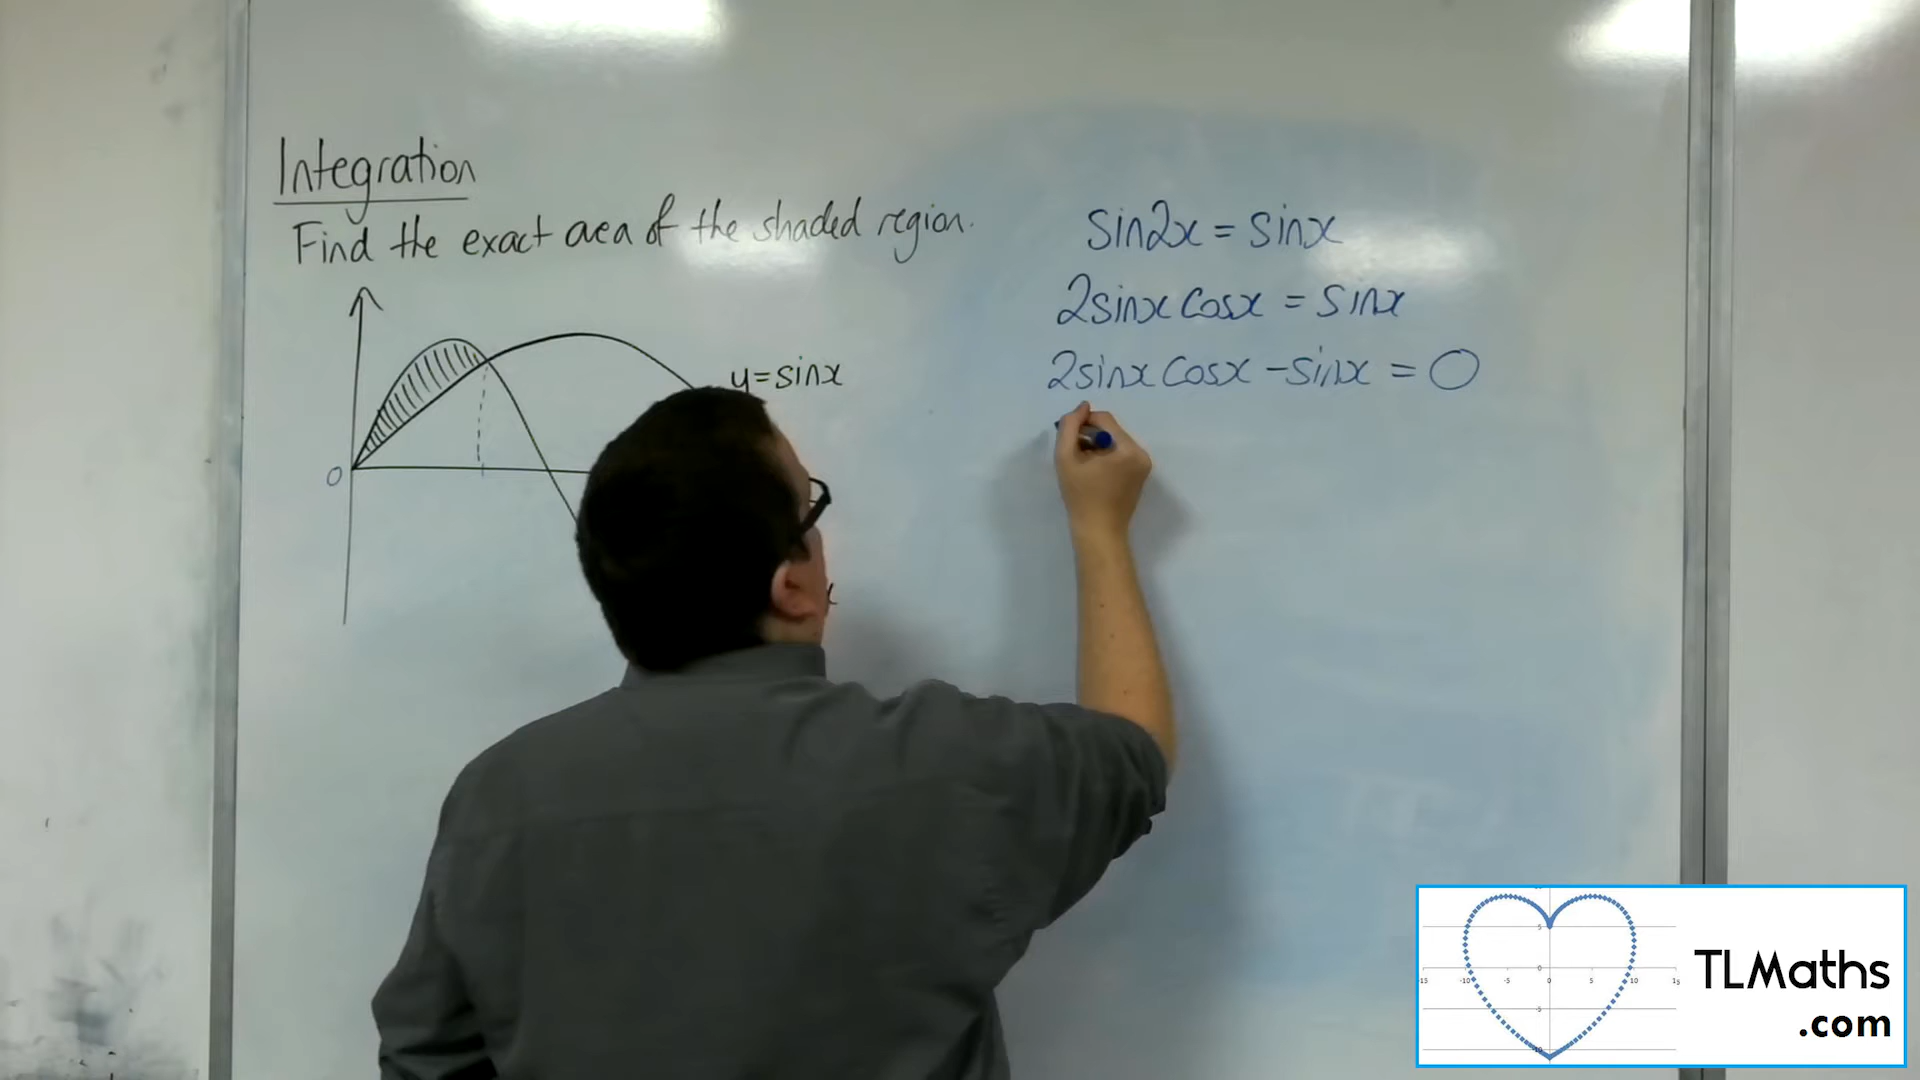 Integration
Find the exact area of the shaded region.
y=sinx
0
x
sin2x = sinx
2sinx cosx = sinx
2sinx cosx - sinx = 0
TLMaths
.com